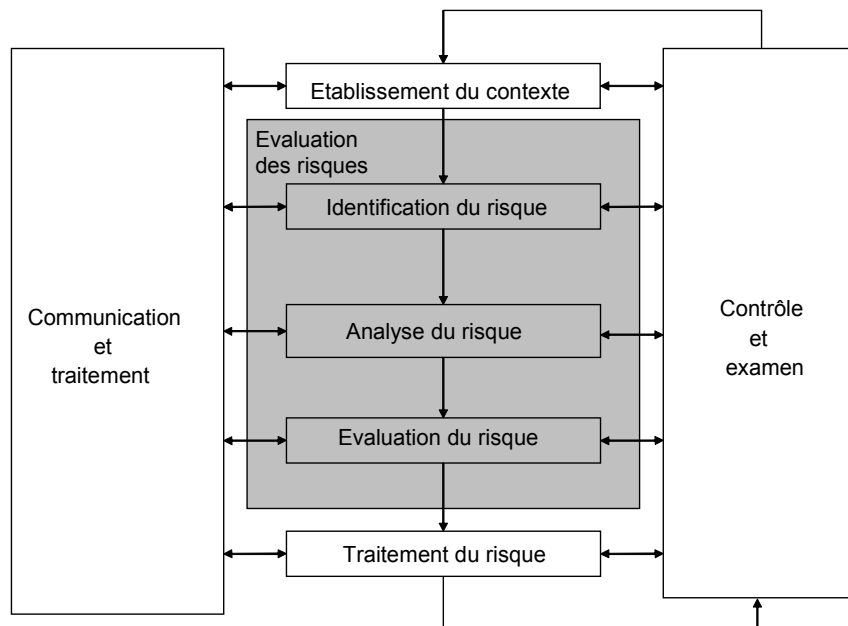 Etablissement du contexte
Evaluation
des risques
Identification du risque
Communication
et
traitement
Analyse du risque
Contrôle
et
examen
Evaluation du risque
Traitement du risque